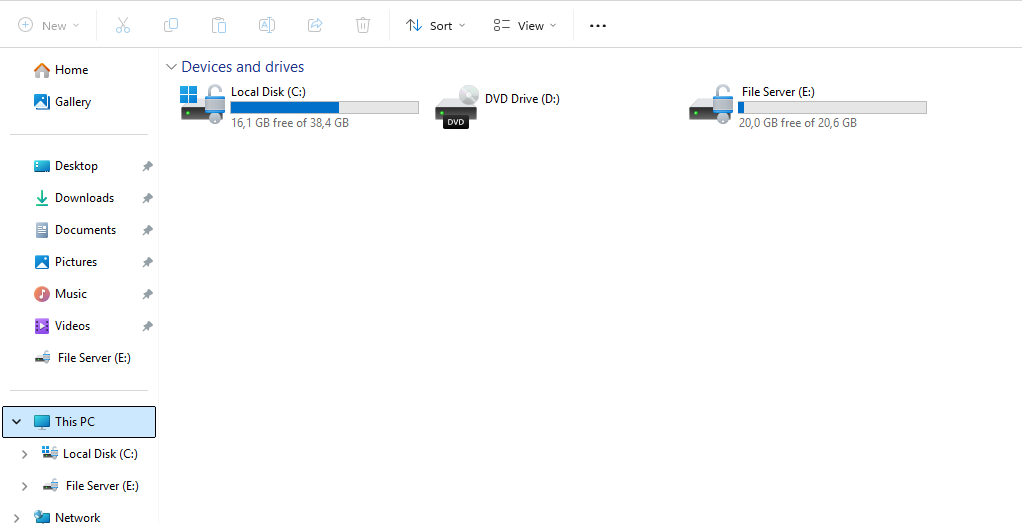 New
Sort
View
Home
Gallery
Desktop
Downloads
Documents
Pictures
Music
Videos
File Server (E:)
This PC
Local Disk (C:)
File Server (E:)
Network
Devices and drives
Local Disk (C:)
16,1 GB free of 38,4 GB
DVD
DVD Drive (D:)
File Server (E:)
20,0 GB free of 20,6 GB